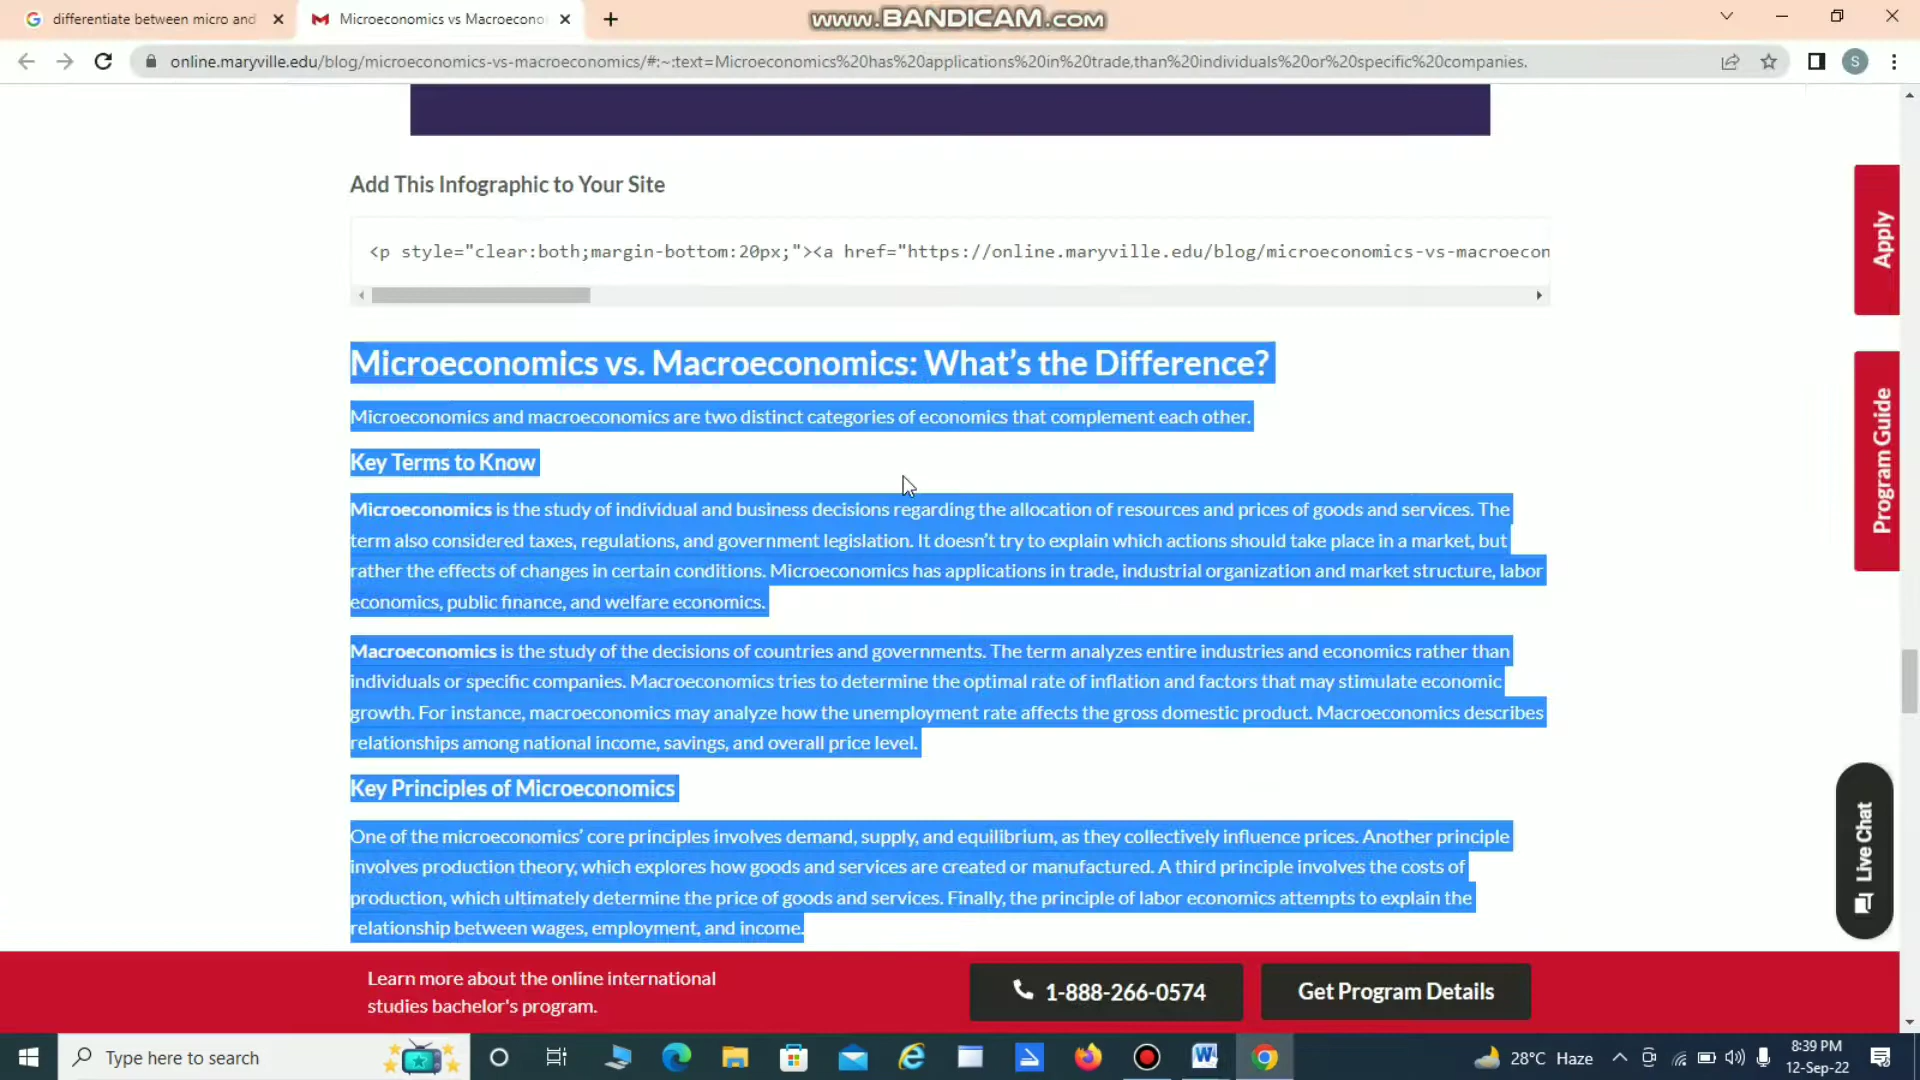 differentiate between micro and
Microeconomics vs Macroecono
www.BANDICAM.com
online.maryville.edu/blog/microeconomics-vs-macroeconomics/#:~:text=Microeconomics%20has%20applications%20in%20trade,than%20individuals%20or%20specific%20companies.
S
Add This Infographic to Your Site
<p style="clear:both;margin-bottom:20px;"><a href="https://online.maryville.edu/blog/microeconomics-vs-macroecon
Microeconomics vs. Macroeconomics: What's the Difference?
Microeconomics and macroeconomics are two distinct categories of economics that complement each other.
Key Terms to Know
Microeconomics is the study of individual and business decisions regarding the allocation of resources and prices of goods and services. The
term also considered taxes, regulations, and government legislation. It doesn't try to explain which actions should take place in a market, but
rather the effects of changes in certain conditions. Microeconomics has applications in trade, industrial organization and market structure, labor
economics, public finance, and welfare economics.
Macroeconomics is the study of the decisions of countries and governments. The term analyzes entire industries and economics rather than
individuals or specific companies. Macroeconomics tries to determine the optimal rate of inflation and factors that may stimulate economic
growth. For instance, macroeconomics may analyze how the unemployment rate affects the gross domestic product. Macroeconomics describes
relationships among national income, savings, and overall price level.
Key Principles of Microeconomics
One of the microeconomics' core principles involves demand, supply, and equilibrium, as they collectively influence prices. Another principle
involves production theory, which explores how goods and services are created or manufactured. A third principle involves the costs of
production, which ultimately determine the price of goods and services. Finally, the principle of labor economics attempts to explain the
relationship between wages, employment, and income.
Apply
Program Guide
Live Chat
Learn more about the online international
studies bachelor's program.
1-888-266-0574
Get Program Details
Type here to search
28°C Haze
8:39 PM
12-Sep-22